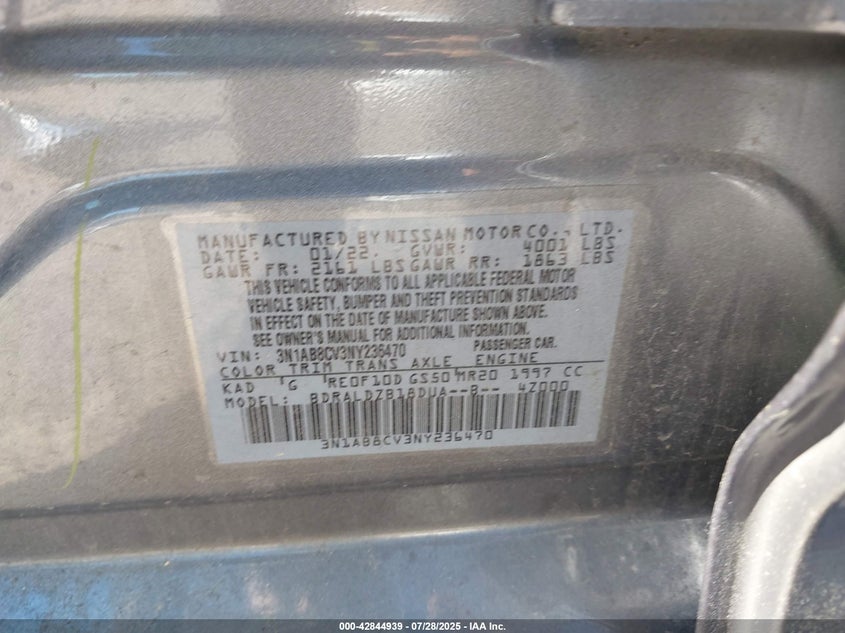 MANUFACTURED BY NISSAN MOTOR CO., LTD.
DATE: 01/22. GVWR: 4001 LBS
GAWR FR: 2161 LBS GAWR RR: 1863 LBS
THIS VEHICLE CONFORMS TO ALL APPLICABLE FEDERAL MOTOR
VEHICLE SAFETY, BUMPER AND THEFT PREVENTION STANDARDS
IN EFFECT ON THE DATE OF MANUFACTURE SHOWN ABOVE.
SEE OWNER'S MANUAL FOR ADDITIONAL INFORMATION.
VIN: 3N1AB8CV3NY236470 PASSENGER CAR.
COLOR TRIM TRANS AXLE ENGINE
KAD G RE0F10D GS50 MR20 1997 CC
MODEL: BDRALDZB18DUA--B-- 4Z000
3N1AB8CV3NY236470
000-42844939 / 07/28/2025 - IAA Inc.